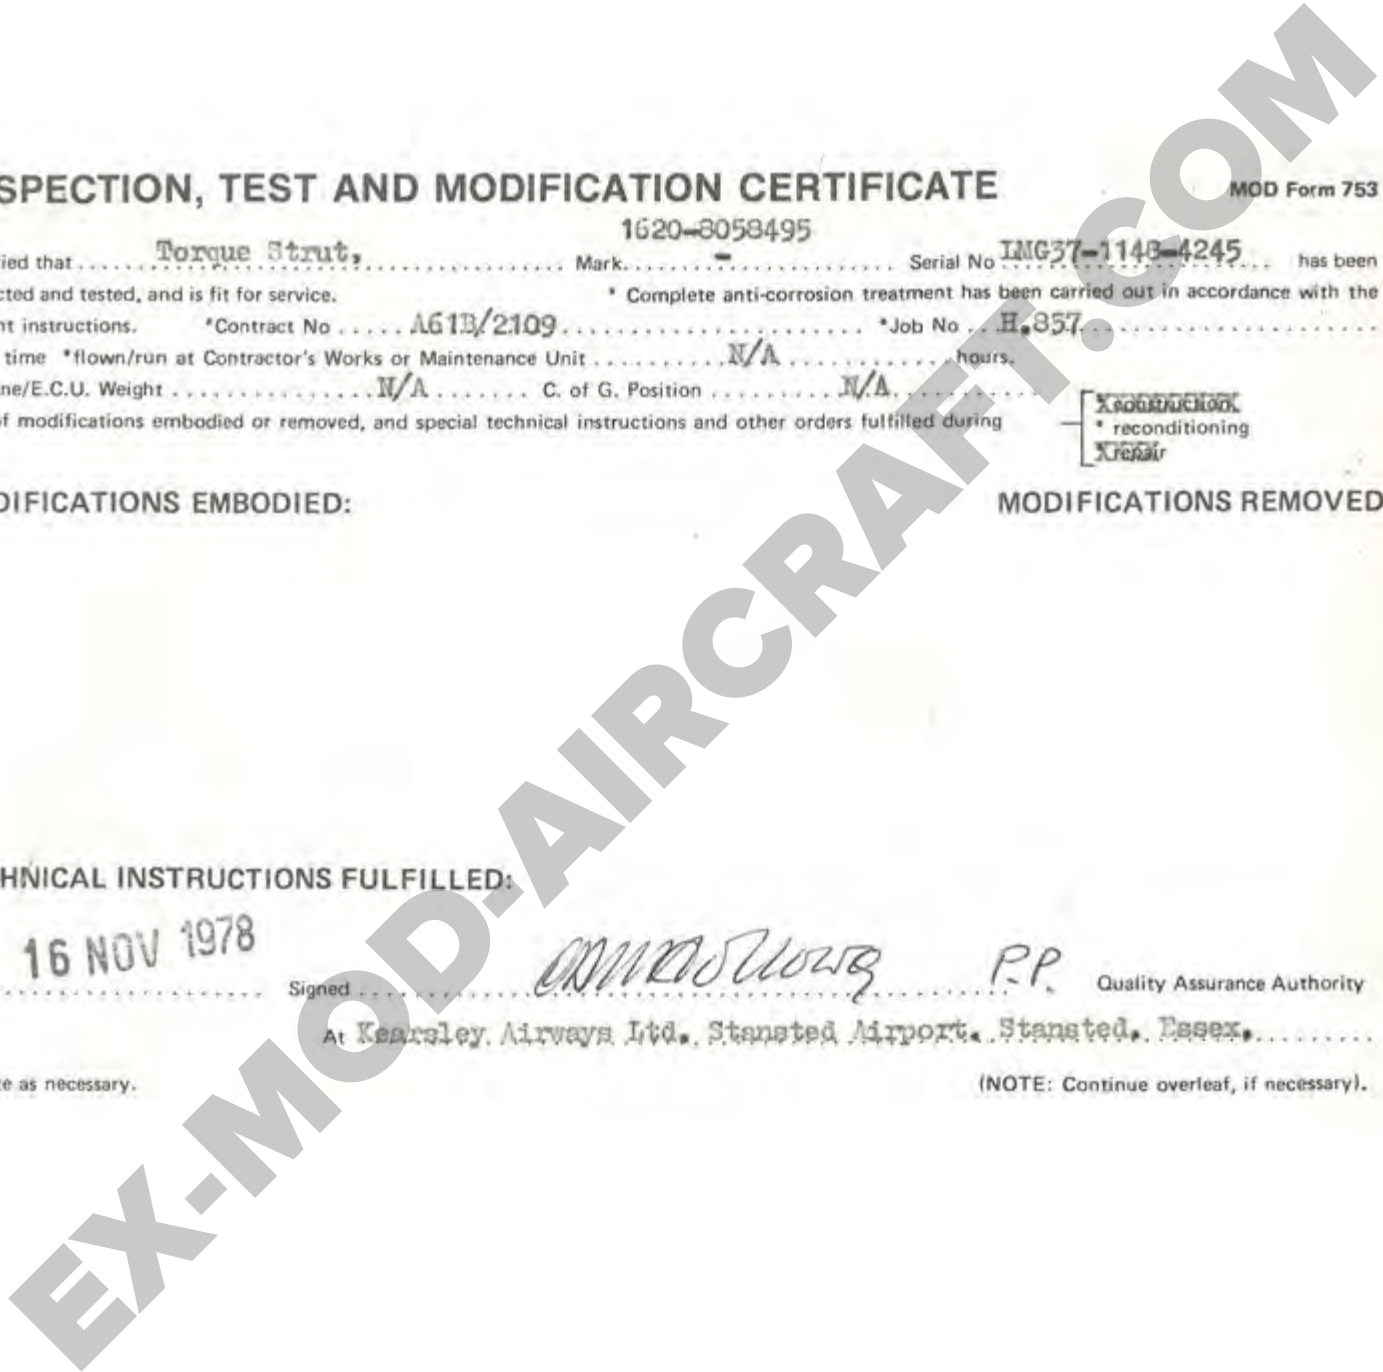 SPECTION, TEST AND MODIFICATION CERTIFICATE
MOD Form 753
1620-8058495
ied that Torque Strut, Mark. - Serial No LMG37-1148-4245 has been
cted and tested, and is fit for service. * Complete anti-corrosion treatment has been carried out in accordance with the
nt instructions. *Contract No A61B/2109 *Job No H.857
time *flown/run at Contractor's Works or Maintenance Unit N/A hours.
ne/E.C.U. Weight N/A C. of G. Position N/A
of modifications embodied or removed, and special technical instructions and other orders fulfilled during
construction
* reconditioning
repair
DIFICATIONS EMBODIED:
MODIFICATIONS REMOVED
HNICAL INSTRUCTIONS FULFILLED:
16 NOV 1978
Signed P.P. Quality Assurance Authority
At Kearsley Airways Ltd. Stansted Airport. Stansted. Essex.
te as necessary.
(NOTE: Continue overleaf, if necessary).
EX-MOD-AIRCRAFT.COM